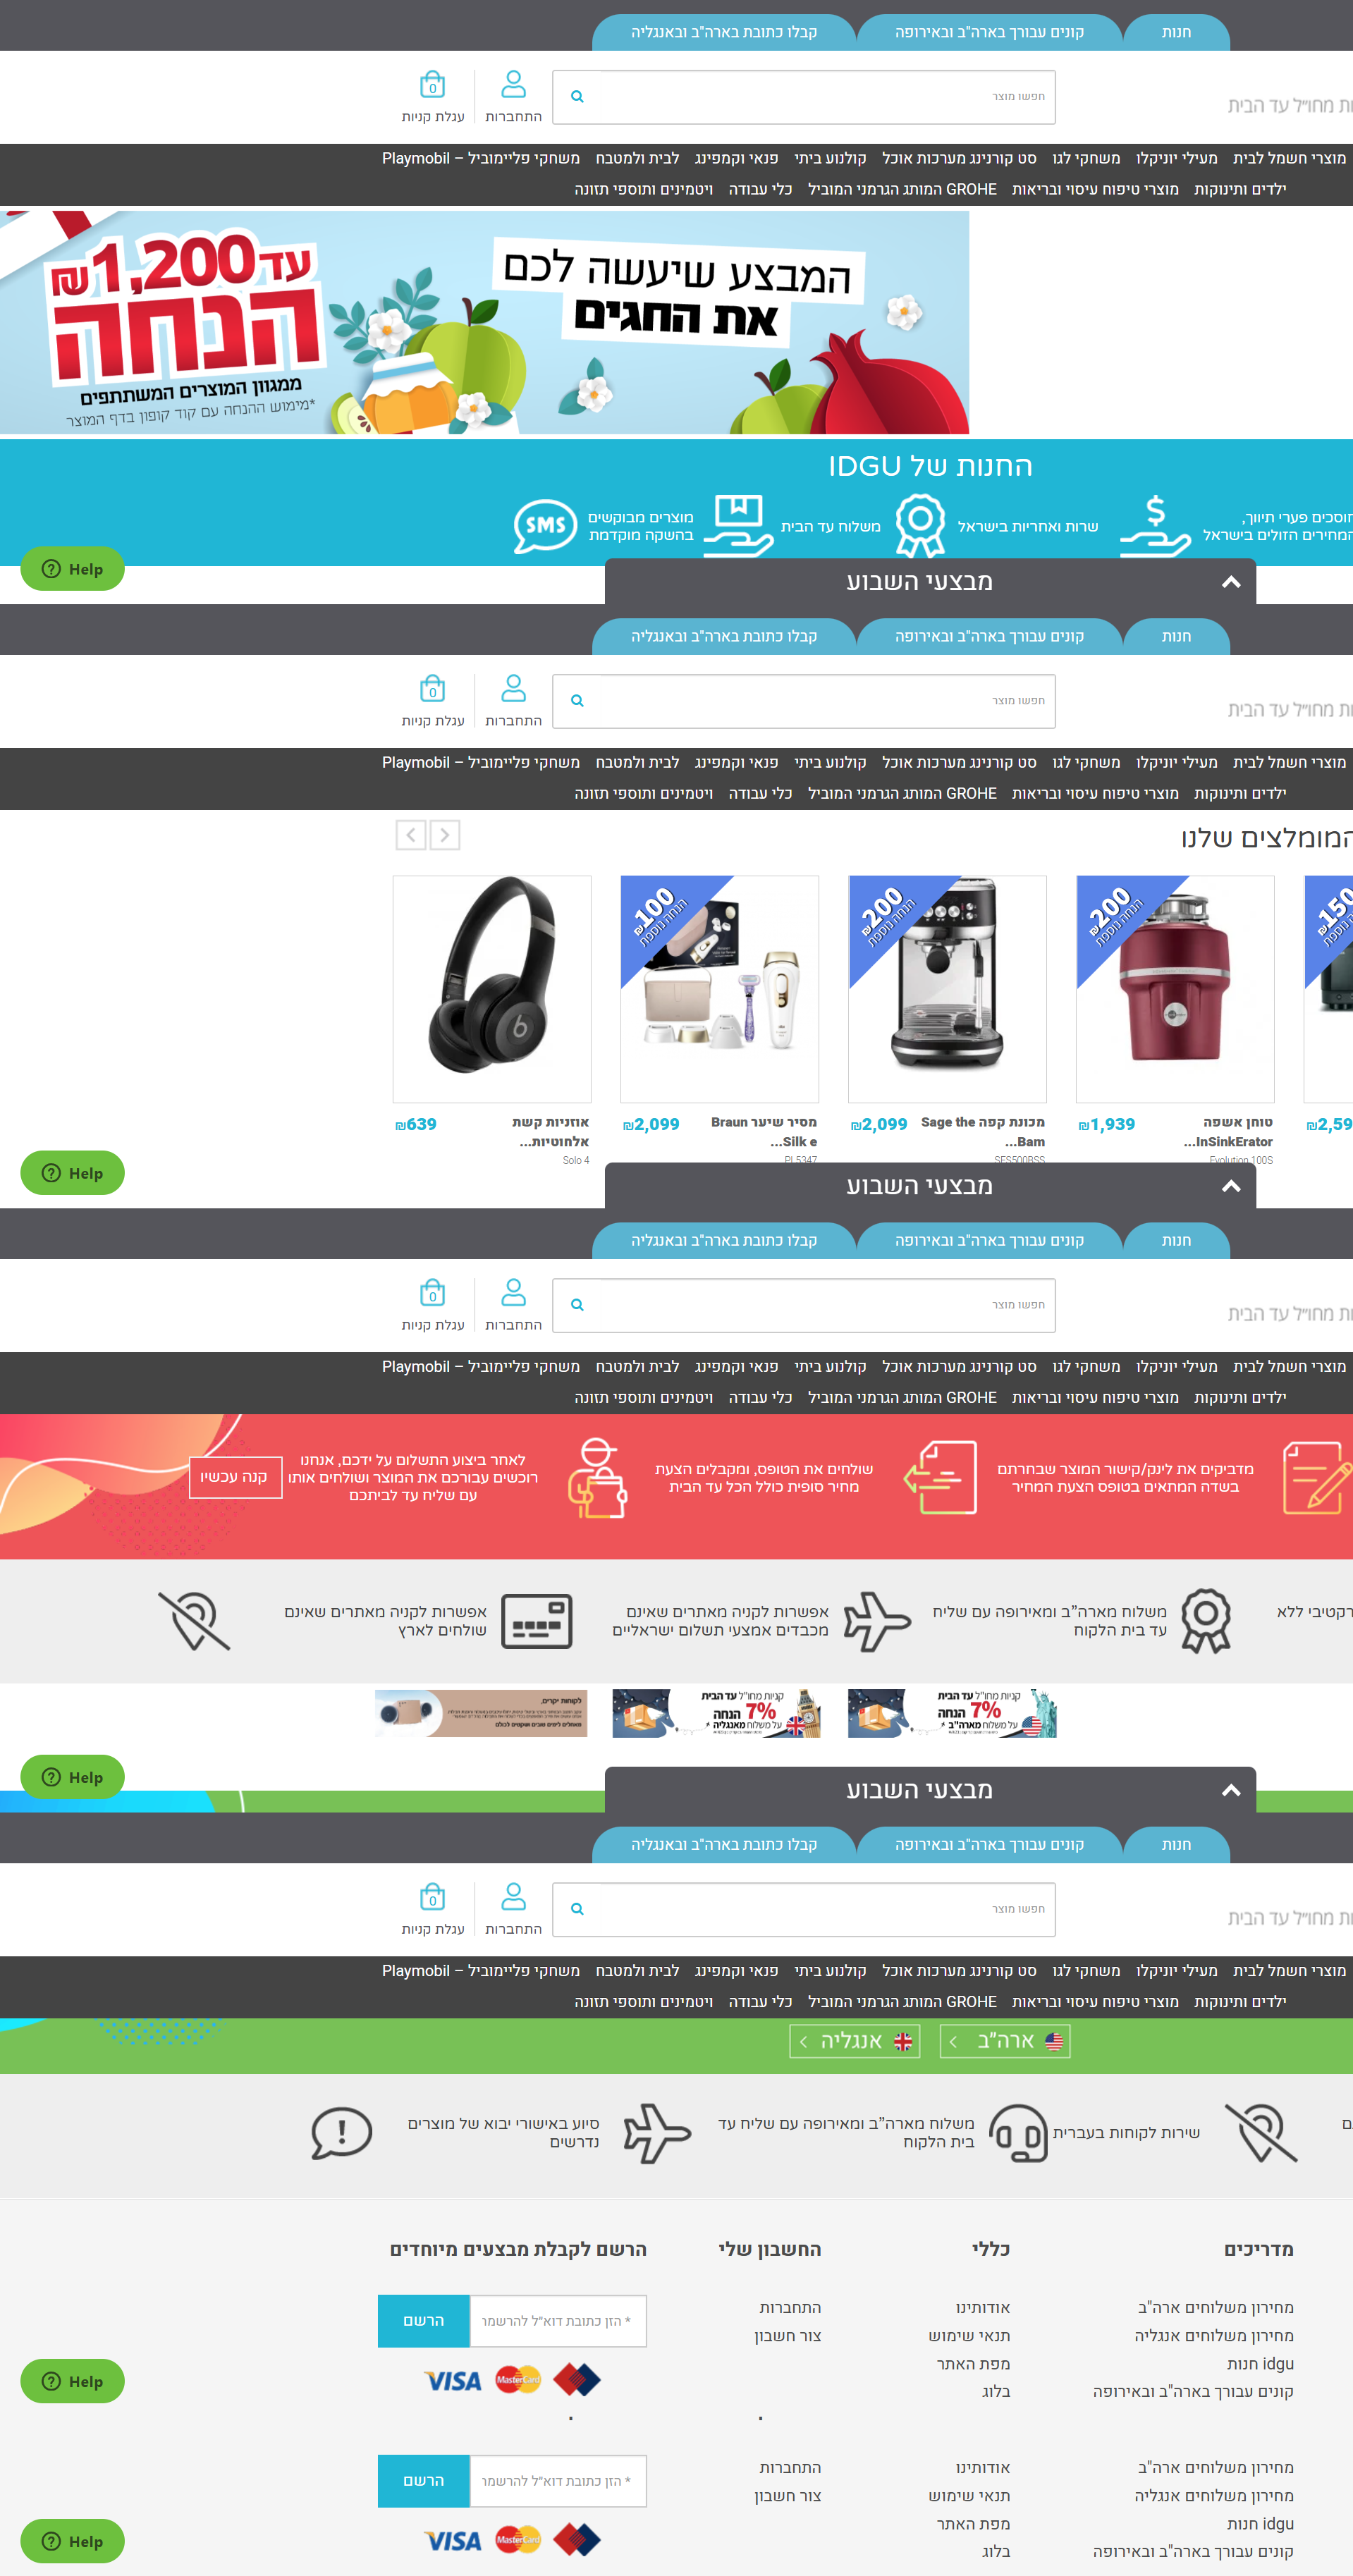 חנות
קונים עבורך בארה"ב ובאירופה
קבלו כתובת בארה"ב ובאנגליה
מחו״ל עד הבית
חפשו מוצר
התחברות
0
עגלת קניות
מוצרי חשמל לבית מעילי יוניקלו משחקי לגו סט קורנינג מערכות אוכל קולנוע ביתי פנאי וקמפינג לבית ולמטבח משחקי פליימוביל – Playmobil
ילדים ותינוקות מוצרי טיפוח עיסוי ובריאות GROHE המותג הגרמני המוביל כלי עבודה ויטמינים ותוספי תזונה
המבצע שיעשה לכם
את החגים
עד 1,200₪
הנחה
ממגוון המוצרים המשתתפים
*מימוש ההנחה עם קוד קופון בדף המוצר
החנות של IDGU
חוסכים פערי תיווך,
המחירים הזולים בישראל
שרות ואחריות בישראל
משלוח עד הבית
מוצרים מבוקשים
בהשקה מוקדמת
SMS
Help
מבצעי השבוע
חנות
קונים עבורך בארה"ב ובאירופה
קבלו כתובת בארה"ב ובאנגליה
מחו״ל עד הבית
חפשו מוצר
התחברות
0
עגלת קניות
מוצרי חשמל לבית מעילי יוניקלו משחקי לגו סט קורנינג מערכות אוכל קולנוע ביתי פנאי וקמפינג לבית ולמטבח משחקי פליימוביל – Playmobil
ילדים ותינוקות מוצרי טיפוח עיסוי ובריאות GROHE המותג הגרמני המוביל כלי עבודה ויטמינים ותוספי תזונה
המומלצים שלנו
₪150
₪200
הנחה נוספת
₪200
הנחה נוספת
₪100
הנחה נוספת
טוחן אשפה
InSinkErator...
Evolution 100S
₪1,939
מכונת קפה Sage the
Bam...
SES500BSS
₪2,099
מסיר שיער Braun
Silk e...
PL5347
₪2,099
אוזניות קשת
אלחוטיות...
Solo 4
₪639
Help
מבצעי השבוע
חנות
קונים עבורך בארה"ב ובאירופה
קבלו כתובת בארה"ב ובאנגליה
מחו״ל עד הבית
חפשו מוצר
התחברות
0
עגלת קניות
מוצרי חשמל לבית מעילי יוניקלו משחקי לגו סט קורנינג מערכות אוכל קולנוע ביתי פנאי וקמפינג לבית ולמטבח משחקי פליימוביל – Playmobil
ילדים ותינוקות מוצרי טיפוח עיסוי ובריאות GROHE המותג הגרמני המוביל כלי עבודה ויטמינים ותוספי תזונה
מדביקים את לינק/קישור המוצר שבחרתם
בשדה המתאים בטופס הצעת המחיר
שולחים את הטופס, ומקבלים הצעת
מחיר סופית כולל הכל עד הבית
לאחר ביצוע התשלום על ידכם, אנחנו
רוכשים עבורכם את המוצר ושולחים אותו
עם שליח עד לביתכם
קנה עכשיו
ללא
משלוח מארה”ב ומאירופה עם שליח
עד בית הלקוח
אפשרות לקניה מאתרים שאינם
מכבדים אמצעי תשלום ישראליים
אפשרות לקניה מאתרים שאינם
שולחים לארץ
קניות מחו"ל עד הבית
7% הנחה
על משלוח מארה"ב
קניות מחו"ל עד הבית
7% הנחה
על משלוח מאנגליה
לקוחות יקרים,
Help
מבצעי השבוע
חנות
קונים עבורך בארה"ב ובאירופה
קבלו כתובת בארה"ב ובאנגליה
מחו״ל עד הבית
חפשו מוצר
התחברות
0
עגלת קניות
מוצרי חשמל לבית מעילי יוניקלו משחקי לגו סט קורנינג מערכות אוכל קולנוע ביתי פנאי וקמפינג לבית ולמטבח משחקי פליימוביל – Playmobil
ילדים ותינוקות מוצרי טיפוח עיסוי ובריאות GROHE המותג הגרמני המוביל כלי עבודה ויטמינים ותוספי תזונה
ארה״ב
אנגליה
שירות לקוחות בעברית
משלוח מארה”ב ומאירופה עם שליח עד
בית הלקוח
סיוע באישורי יבוא של מוצרים
נדרשים
מדריכים
מחירון משלוחים ארה"ב
מחירון משלוחים אנגליה
idgu חנות
קונים עבורך בארה"ב ובאירופה
כללי
אודותינו
תנאי שימוש
מפת האתר
בלוג
החשבון שלי
התחברות
צור חשבון
הרשם לקבלת מבצעים מיוחדים
* הזן כתובת דוא״ל להרשמ
הרשם
MasterCard
VISA
Help
מחירון משלוחים ארה"ב
מחירון משלוחים אנגליה
idgu חנות
קונים עבורך בארה"ב ובאירופה
אודותינו
תנאי שימוש
מפת האתר
בלוג
התחברות
צור חשבון
* הזן כתובת דוא״ל להרשמ
הרשם
MasterCard
VISA
Help